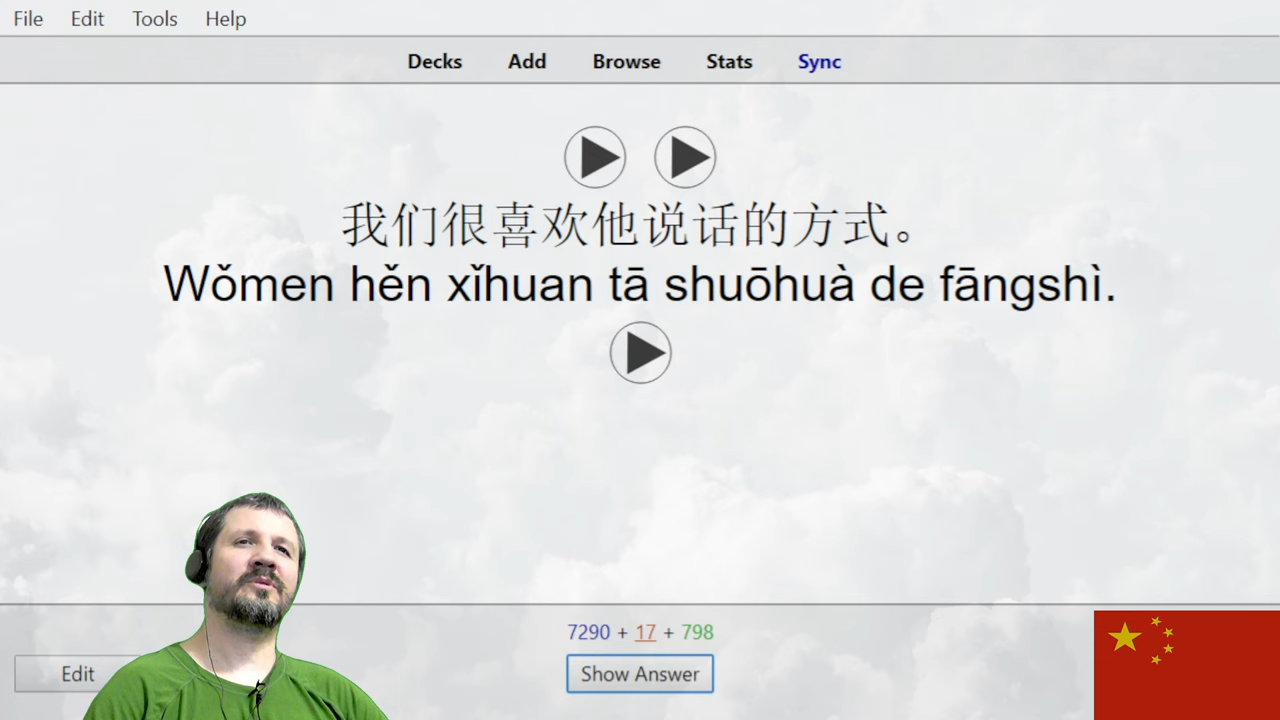 File Edit Tools Help
Decks Add Browse Stats Sync
我们很喜欢他说话的方式。
Wǒmen hěn xǐhuan tā shuōhuà de fāngshì.
7290 + 17 + 798
Edit Show Answer